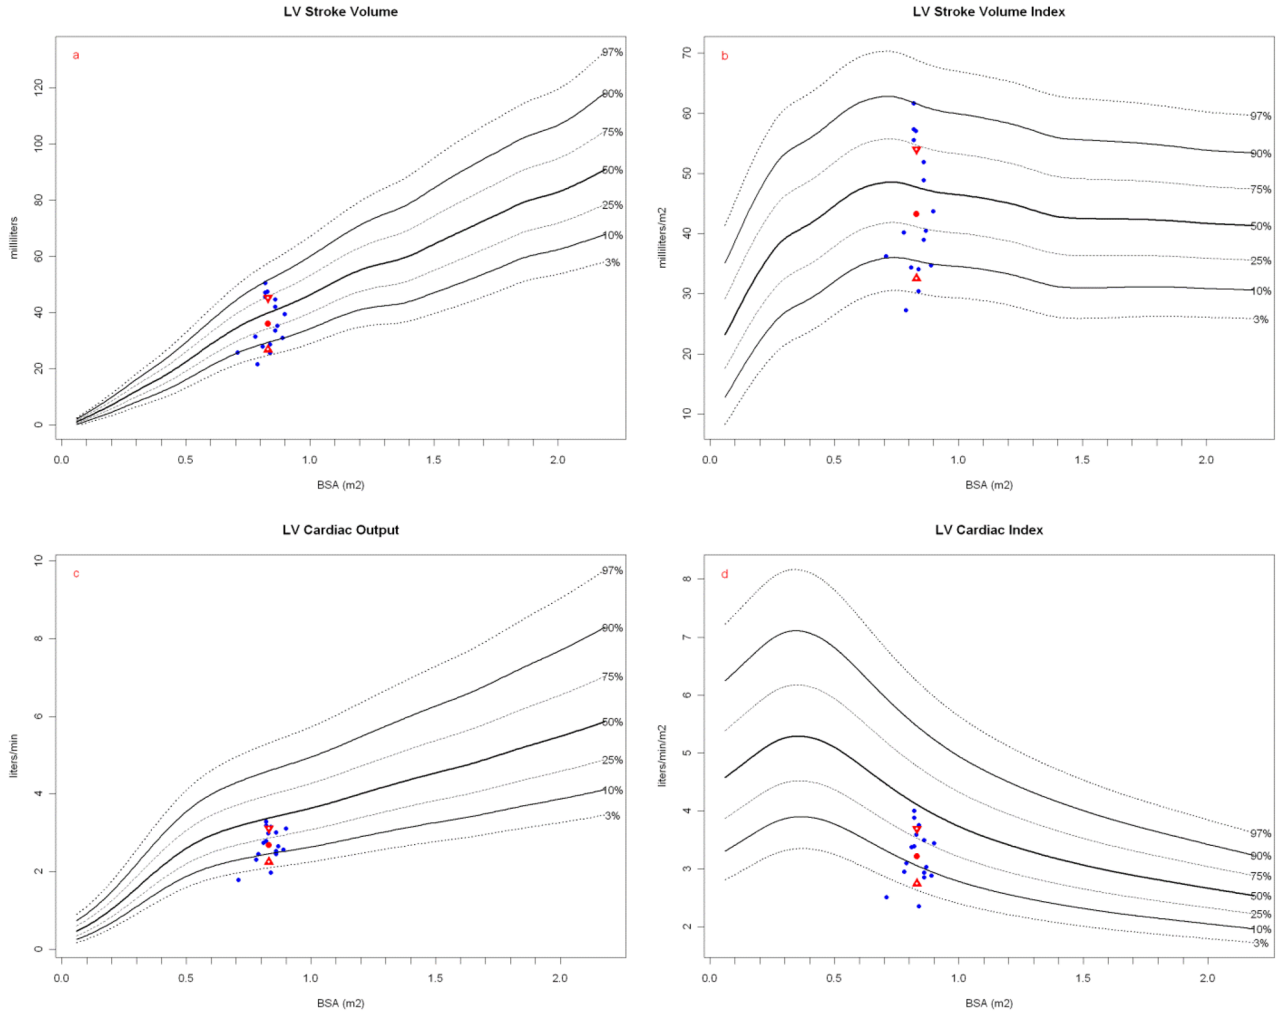 LV Stroke Volume
a
milliliters
0
20
40
60
80
100
120
97%
90%
75%
50%
25%
10%
3%
0.0 0.5 1.0 1.5 2.0
BSA (m2)
LV Stroke Volume Index
b
milliliters/m2
10
20
30
40
50
60
70
97%
90%
75%
50%
25%
10%
3%
0.0 0.5 1.0 1.5 2.0
BSA (m2)
LV Cardiac Output
c
liters/min
0
2
4
6
8
10
97%
90%
75%
50%
25%
10%
3%
0.0 0.5 1.0 1.5 2.0
BSA (m2)
LV Cardiac Index
d
liters/min/m2
2
3
4
5
6
7
8
97%
90%
75%
50%
25%
10%
3%
0.0 0.5 1.0 1.5 2.0
BSA (m2)